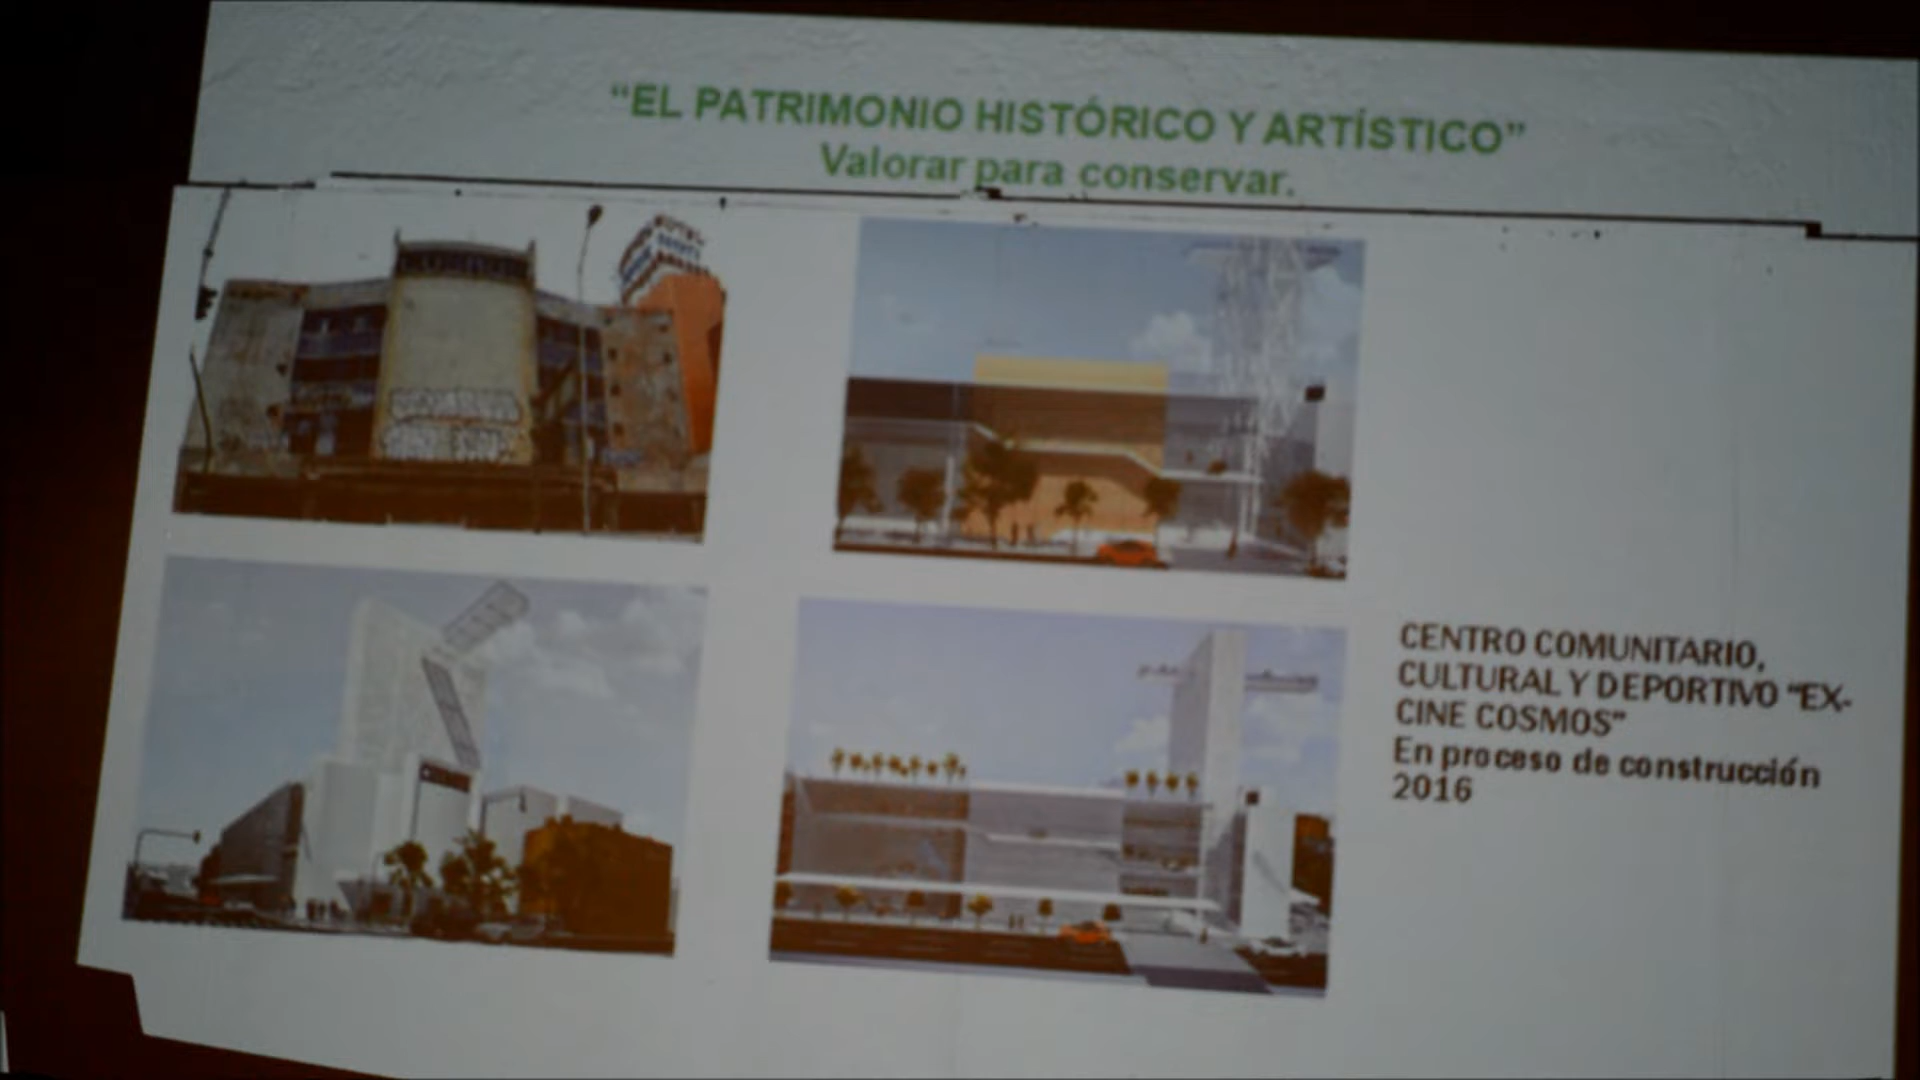 “EL PATRIMONIO HISTÓRICO Y ARTÍSTICO”
Valorar para conservar.
CENTRO COMUNITARIO,
CULTURAL Y DEPORTIVO “EX-
CINE COSMOS”
En proceso de construcción
2016